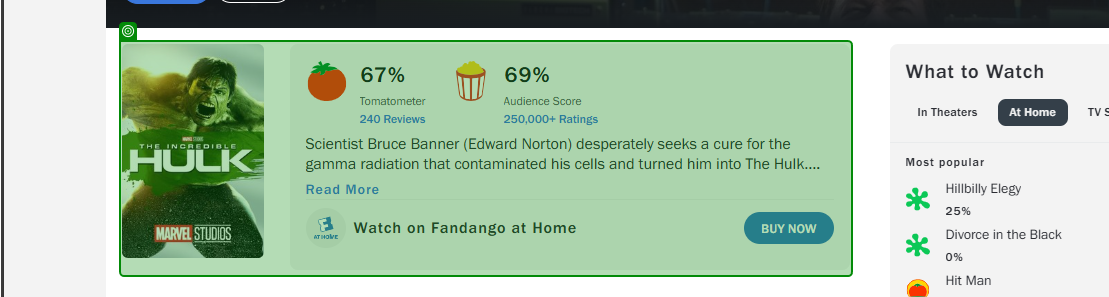 MARVEL STUDIOS
THE INCREDIBLE
HULK
67%
Tomatometer
240 Reviews
69%
Audience Score
250,000+ Ratings
Scientist Bruce Banner (Edward Norton) desperately seeks a cure for the
gamma radiation that contaminated his cells and turned him into The Hulk....
Read More
AT HOME
Watch on Fandango at Home
BUY NOW
What to Watch
In Theaters
At Home
TV S
Most popular
Hillbilly Elegy
25%
Divorce in the Black
0%
Hit Man